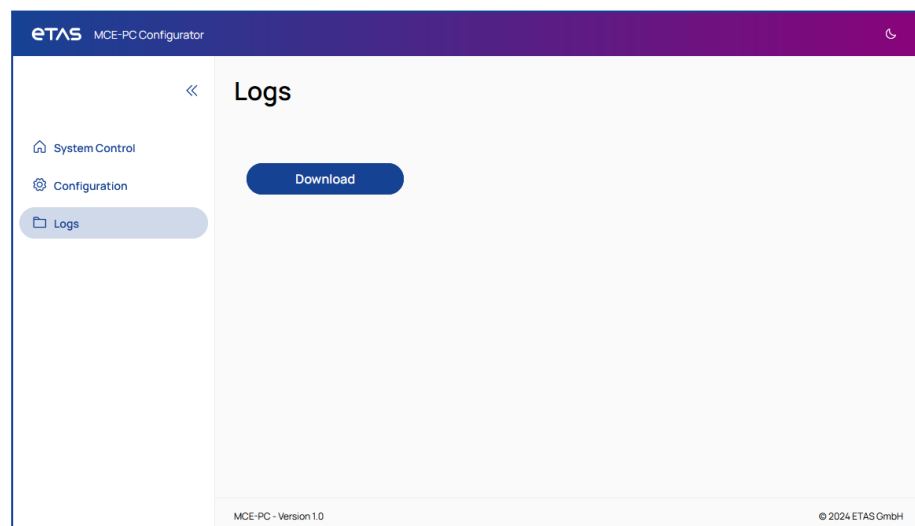 ETAS MCE-PC Configurator
Logs
System Control
Configuration
Logs
Download
MCE-PC - Version 1.0
© 2024 ETAS GmbH